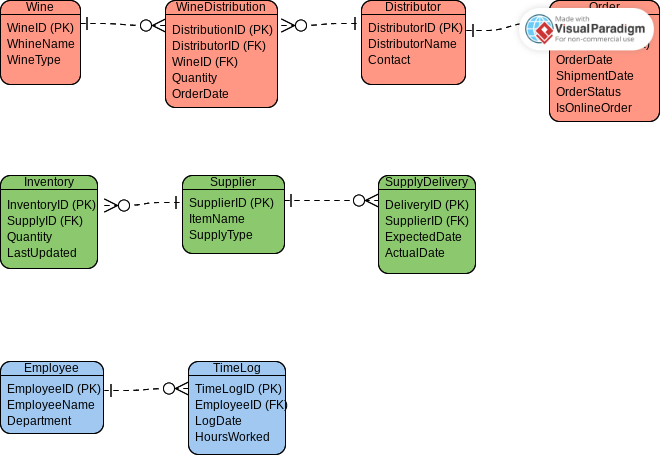 Wine
WineID (PK)
WhineName
WineType
WineDistribution
DistributionID (PK)
DistributorID (FK)
WineID (FK)
Quantity
OrderDate
Distributor
DistributorID (PK)
DistributorName
Contact
Order
OrderDate
ShipmentDate
OrderStatus
IsOnlineOrder
Made with
VisualParadigm
For non-commercial use
Inventory
InventoryID (PK)
SupplyID (FK)
Quantity
LastUpdated
Supplier
SupplierID (PK)
ItemName
SupplyType
SupplyDelivery
DeliveryID (PK)
SupplierID (FK)
ExpectedDate
ActualDate
Employee
EmployeeID (PK)
EmployeeName
Department
TimeLog
TimeLogID (PK)
EmployeeID (FK)
LogDate
HoursWorked